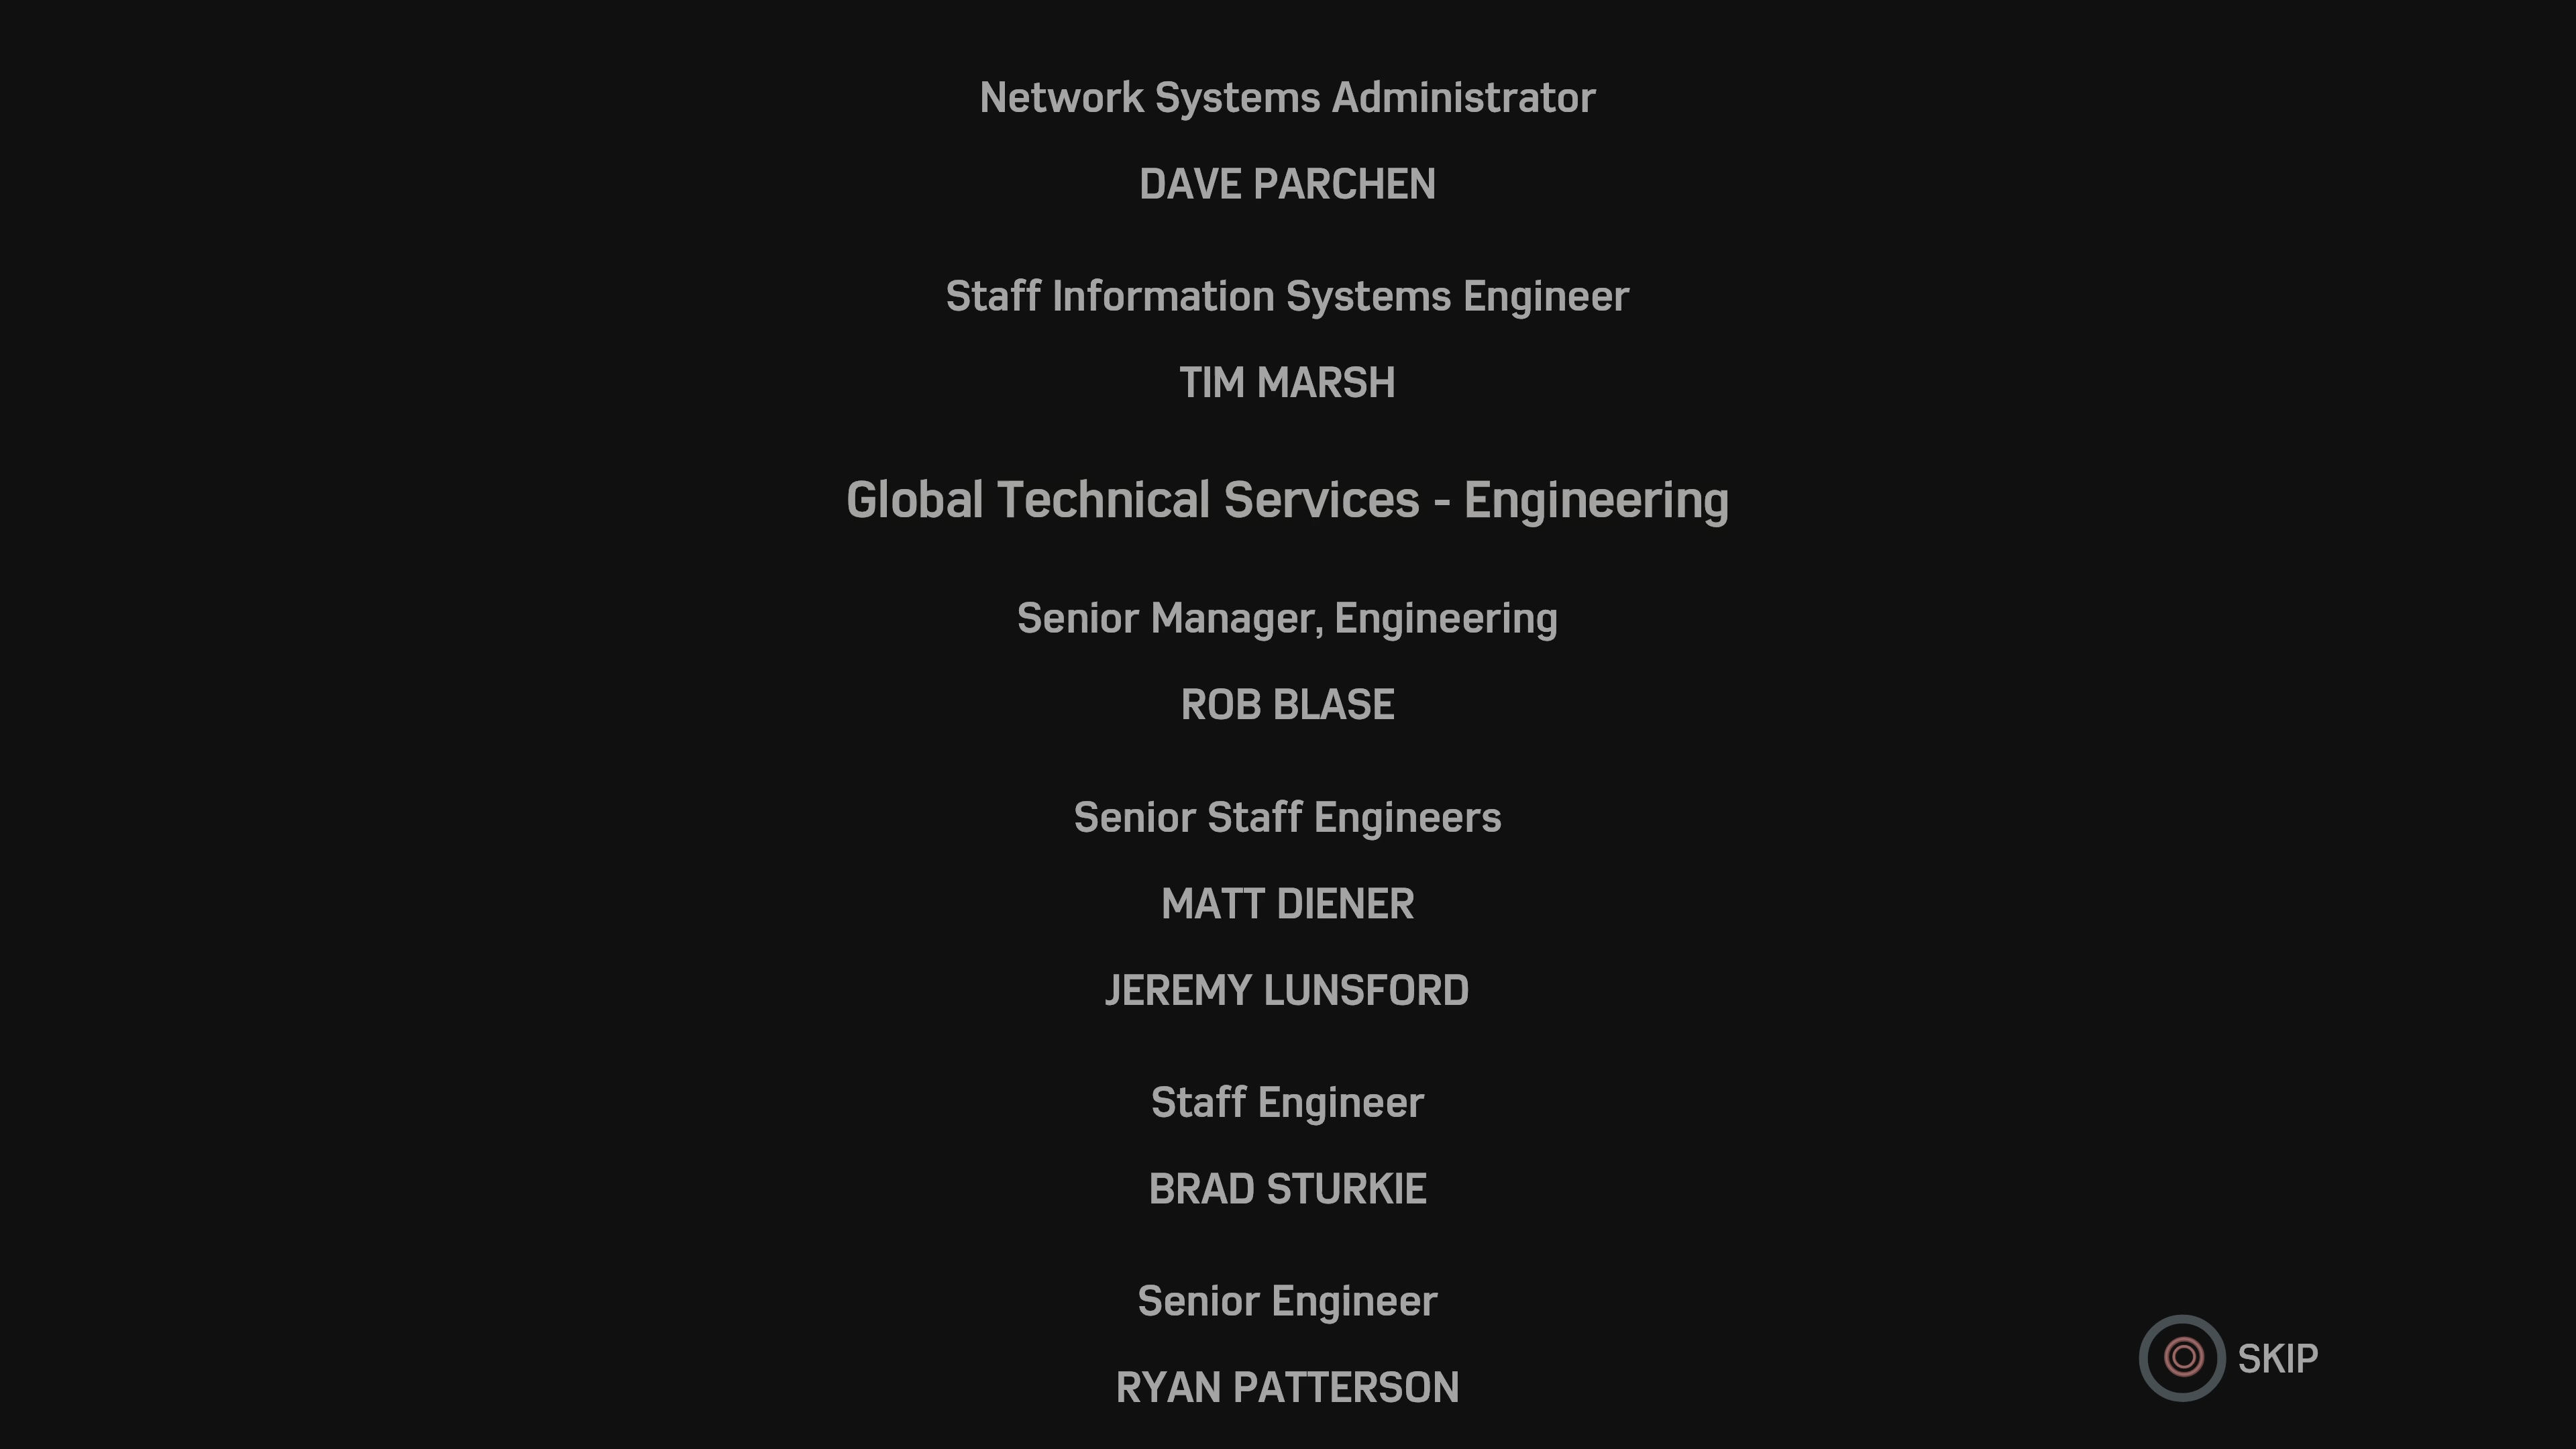 Network Systems Administrator
DAVE PARCHEN
Staff Information Systems Engineer
TIM MARSH
Global Technical Services - Engineering
Senior Manager, Engineering
ROB BLASE
Senior Staff Engineers
MATT DIENER
JEREMY LUNSFORD
Staff Engineer
BRAD STURKIE
Senior Engineer
RYAN PATTERSON
SKIP